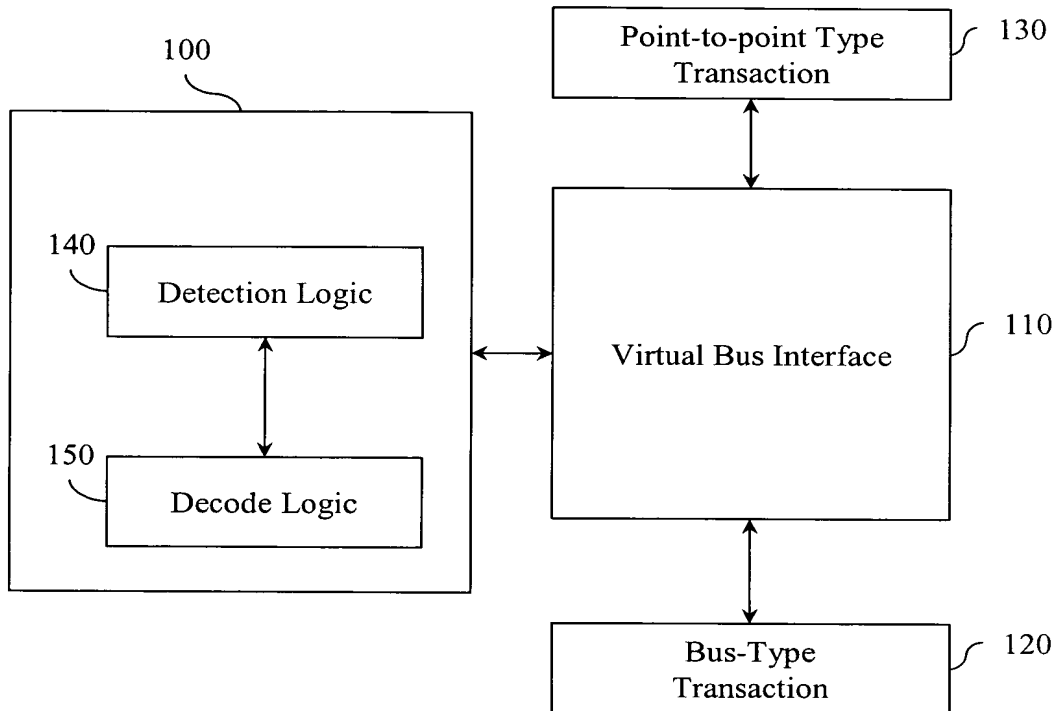 100
Point-to-point Type
Transaction
130
140
Detection Logic
Virtual Bus Interface
110
150
Decode Logic
Bus-Type
Transaction
120